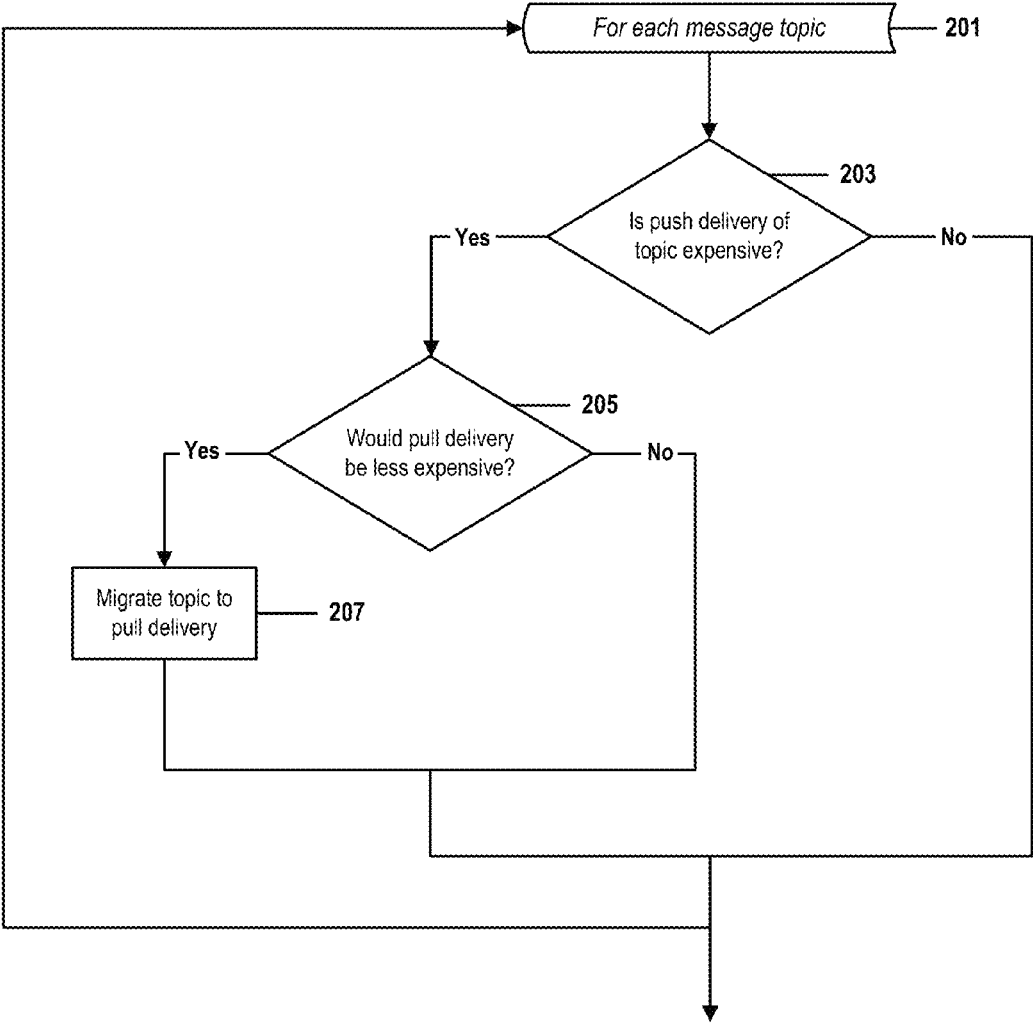 For each message topic
201
203
Is push delivery of
topic expensive?
Yes
No
205
Would pull delivery
be less expensive?
Yes
No
Migrate topic to
pull delivery
207